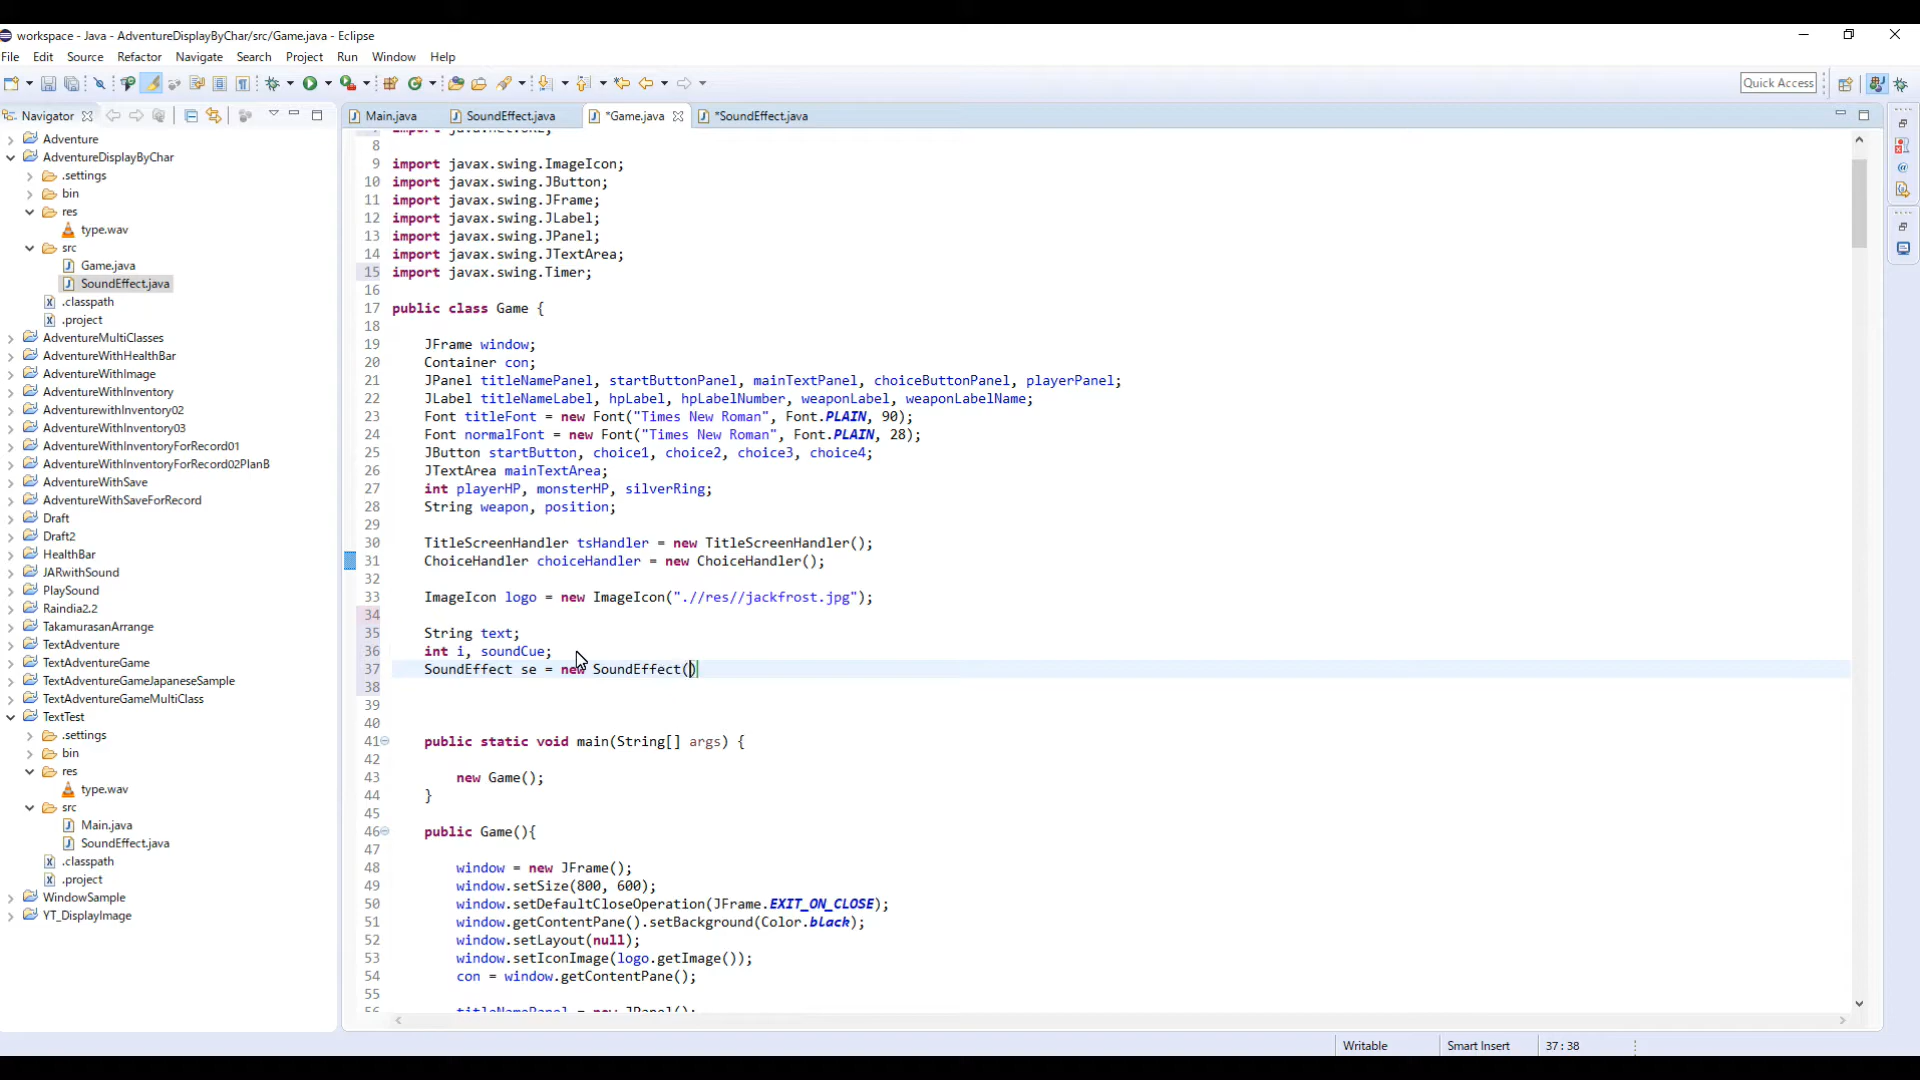 workspace - Java - AdventureDisplayByChar/src/Game.java - Eclipse
File Edit Source Refactor Navigate Search Project Run Window Help
Quick Access
Navigator
Main.java SoundEffect.java *Game.java *SoundEffect.java
Adventure
AdventureDisplayByChar
.settings
bin
res
type.wav
src
Game.java
SoundEffect.java
.classpath
.project
AdventureMultiClasses
AdventureWithHealthBar
AdventureWithImage
AdventureWithInventory
AdventurewithInventory02
AdventureWithInventory03
AdventureWithInventoryForRecord01
AdventureWithInventoryForRecord02PlanB
AdventureWithSave
AdventureWithSaveForRecord
Draft
Draft2
HealthBar
JARwithSound
PlaySound
Raindia2.2
TakamurasanArrange
TextAdventure
TextAdventureGame
TextAdventureGameJapaneseSample
TextAdventureGameMultiClass
TextTest
.settings
bin
res
type.wav
src
Main.java
SoundEffect.java
.classpath
.project
WindowSample
YT_DisplayImage
8
9 import javax.swing.ImageIcon;
10 import javax.swing.JButton;
11 import javax.swing.JFrame;
12 import javax.swing.JLabel;
13 import javax.swing.JPanel;
14 import javax.swing.JTextArea;
15 import javax.swing.Timer;
16
17 public class Game {
18
19 JFrame window;
20 Container con;
21 JPanel titleNamePanel, startButtonPanel, mainTextPanel, choiceButtonPanel, playerPanel;
22 JLabel titleNameLabel, hpLabel, hpLabelNumber, weaponLabel, weaponLabelName;
23 Font titleFont = new Font("Times New Roman", Font.PLAIN, 90);
24 Font normalFont = new Font("Times New Roman", Font.PLAIN, 28);
25 JButton startButton, choice1, choice2, choice3, choice4;
26 JTextArea mainTextArea;
27 int playerHP, monsterHP, silverRing;
28 String weapon, position;
29
30 TitleScreenHandler tsHandler = new TitleScreenHandler();
31 ChoiceHandler choiceHandler = new ChoiceHandler();
32
33 ImageIcon logo = new ImageIcon(".//res//jackfrost.jpg");
34
35 String text;
36 int i, soundCue;
37 SoundEffect se = new SoundEffect()
38
39
40
41 public static void main(String[] args) {
42
43 new Game();
44 }
45
46 public Game(){
47
48 window = new JFrame();
49 window.setSize(800, 600);
50 window.setDefaultCloseOperation(JFrame.EXIT_ON_CLOSE);
51 window.getContentPane().setBackground(Color.black);
52 window.setLayout(null);
53 window.setIconImage(logo.getImage());
54 con = window.getContentPane();
55
Writable Smart Insert 37 : 38